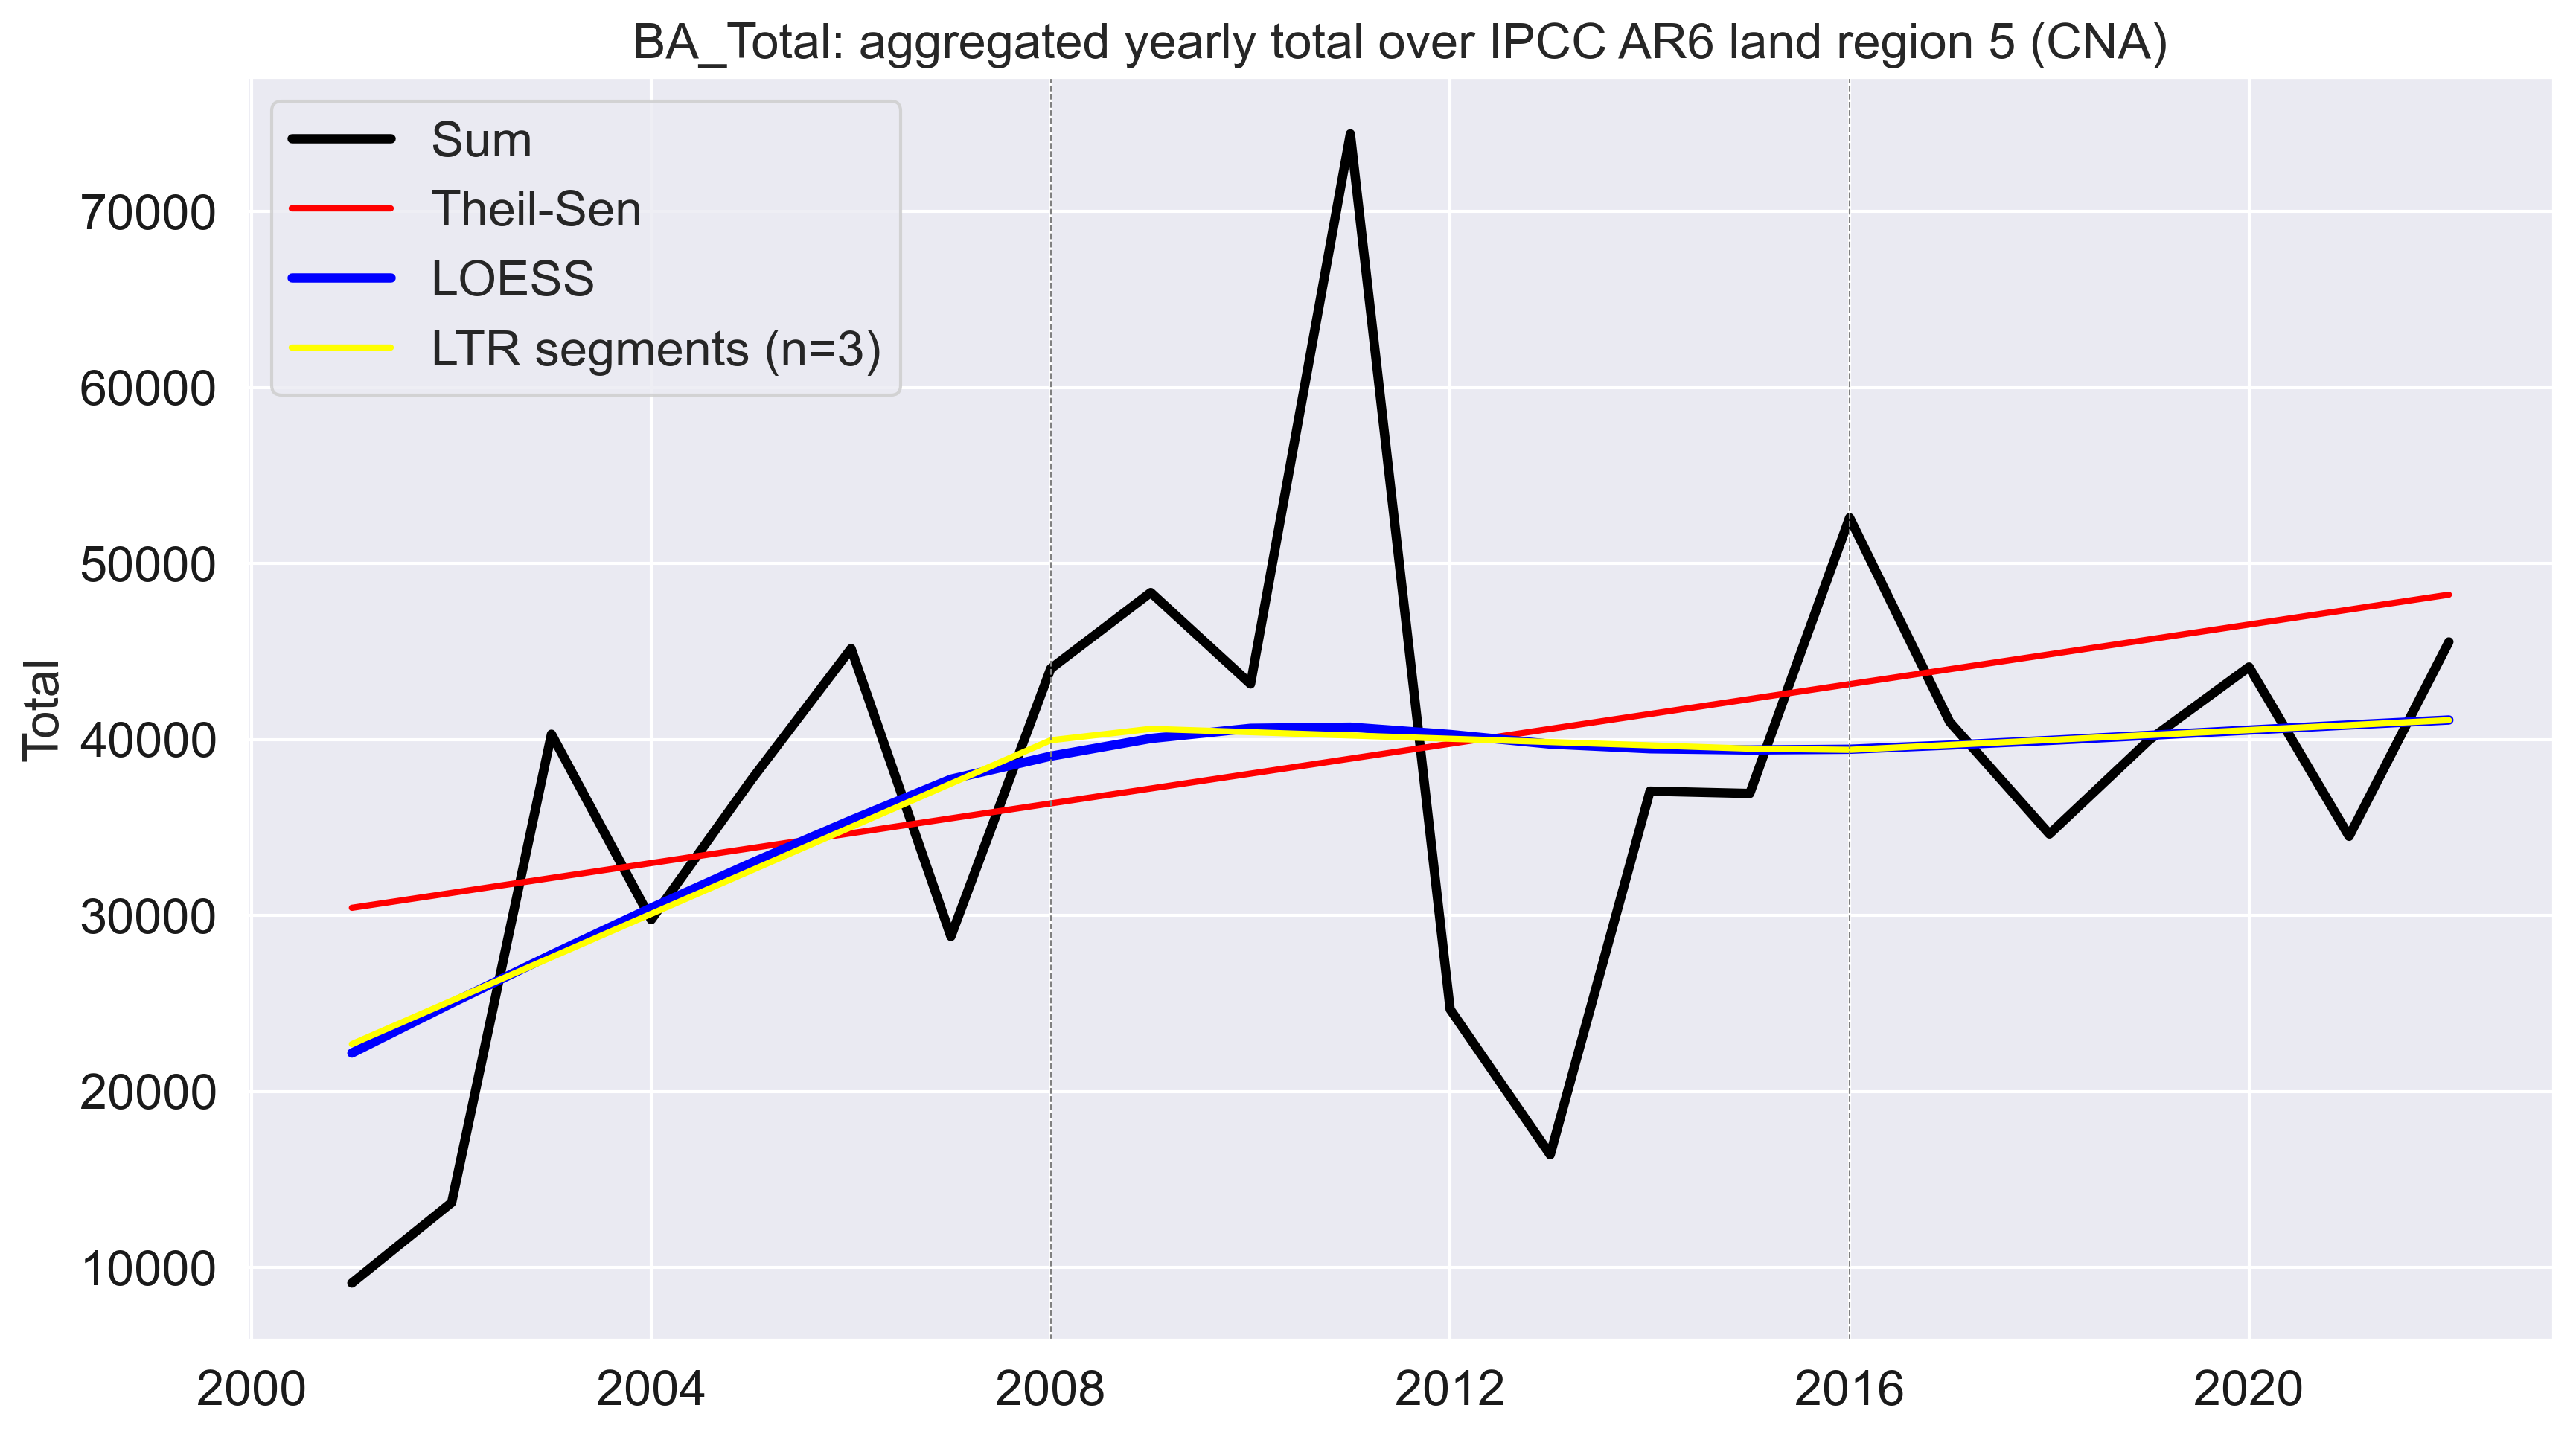 BA_Total: aggregated yearly total over IPCC AR6 land region 5 (CNA)
Sum
Theil-Sen
LOESS
LTR segments (n=3)
Total
70000
60000
50000
40000
30000
20000
10000
2000 2004 2008 2012 2016 2020